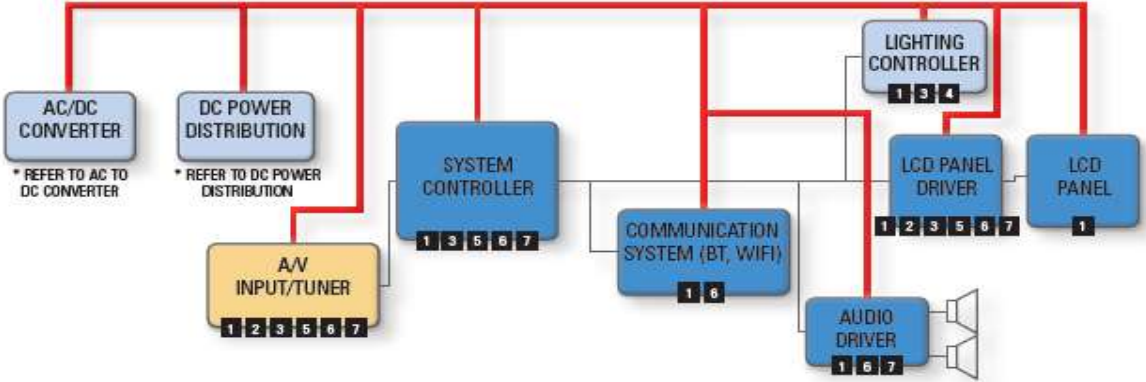 LIGHTING
CONTROLLER
1 3 4
AC/DC
CONVERTER
* REFER TO AC TO
DC CONVERTER
DC POWER
DISTRIBUTION
* REFER TO DC POWER
DISTRIBUTION
SYSTEM
CONTROLLER
1 3 5 6 7
LCD PANEL
DRIVER
1 2 3 5 6 7
LCD
PANEL
1
A/V
INPUT/TUNER
1 2 3 5 6 7
COMMUNICATION
SYSTEM (BT, WIFI)
1 6
AUDIO
DRIVER
1 6 7